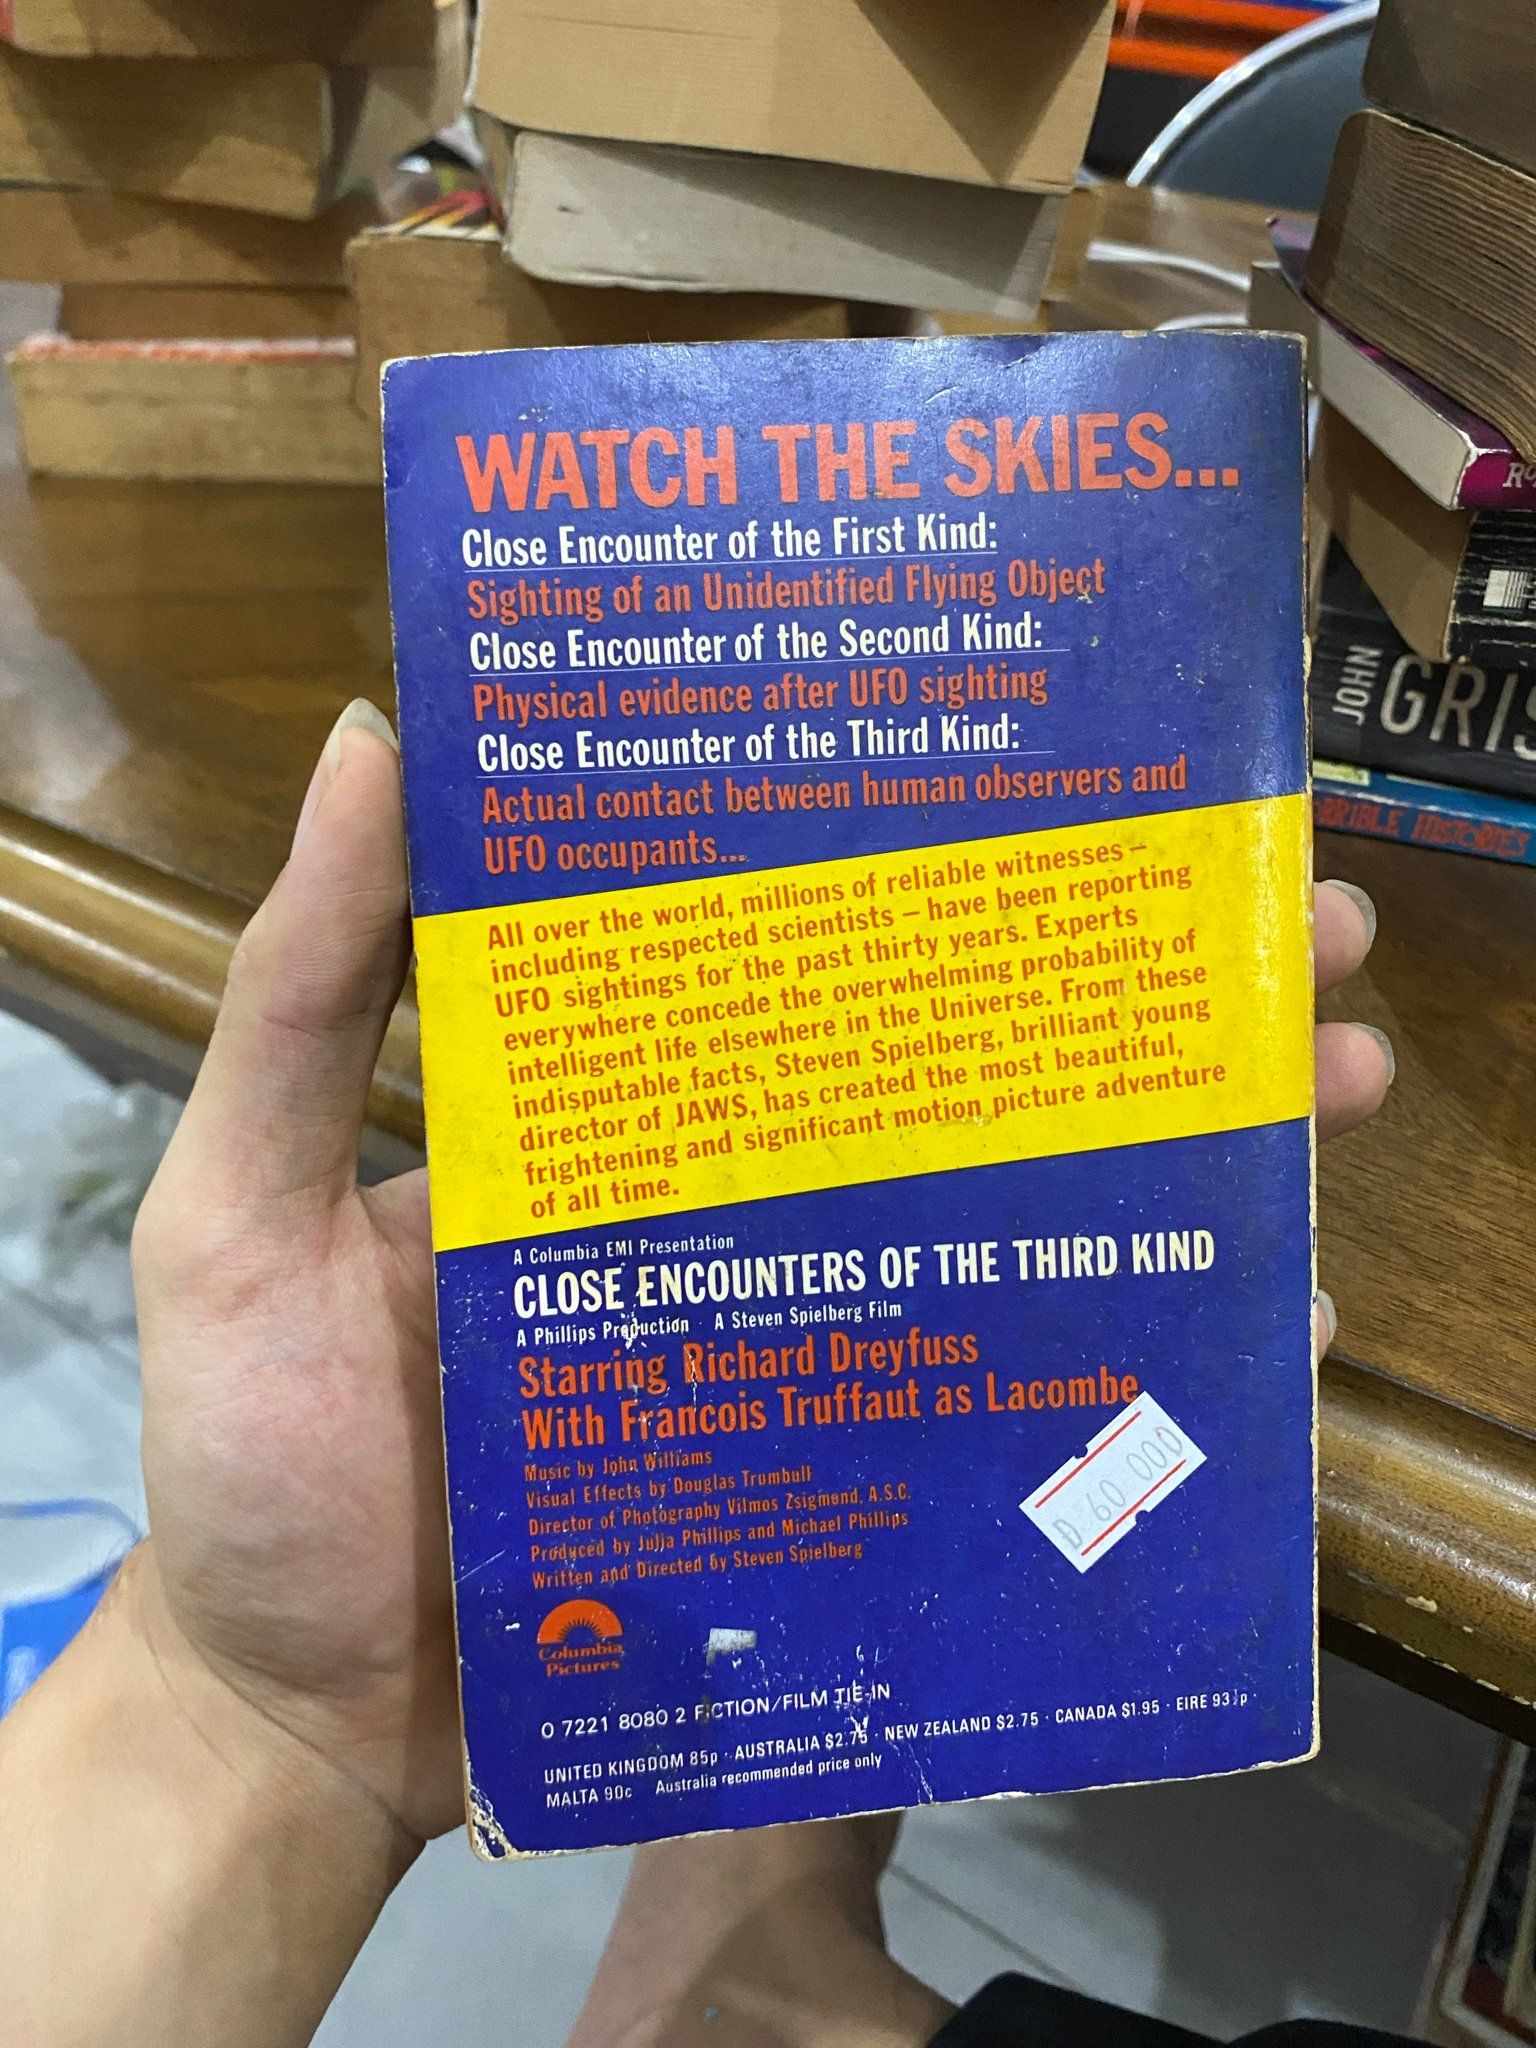 WATCH THE SKIES...
Close Encounter of the First Kind:
Sighting of an Unidentified Flying Object
Close Encounter of the Second Kind:
Physical evidence after UFO sighting
Close Encounter of the Third Kind:
Actual contact between human observers and
UFO occupants...
All over the world, millions of reliable witnesses –
including respected scientists – have been reporting
UFO sightings for the past thirty years. Experts
everywhere concede the overwhelming probability of
intelligent life elsewhere in the Universe. From these
indisputable facts, Steven Spielberg, brilliant young
director of JAWS, has created the most beautiful,
frightening and significant motion picture adventure
of all time.
A Columbia EMI Presentation
CLOSE ENCOUNTERS OF THE THIRD KIND
A Phillips Production · A Steven Spielberg Film
Starring Richard Dreyfuss
With Francois Truffaut as Lacombe
Music by John Williams
Visual Effects by Douglas Trumbull
Director of Photography Vilmos Zsigmond, A.S.C.
Produced by Julia Phillips and Michael Phillips
Written and Directed by Steven Spielberg
Đ 60 000
Columbia
Pictures
0 7221 8080 2 FICTION/FILM TIE-IN
UNITED KINGDOM 85p · AUSTRALIA $2.75 · NEW ZEALAND $2.75 · CANADA $1.95 · EIRE 93½p ·
MALTA 90c Australia recommended price only
JOHN
GRIS
RIBLE HISTORIES